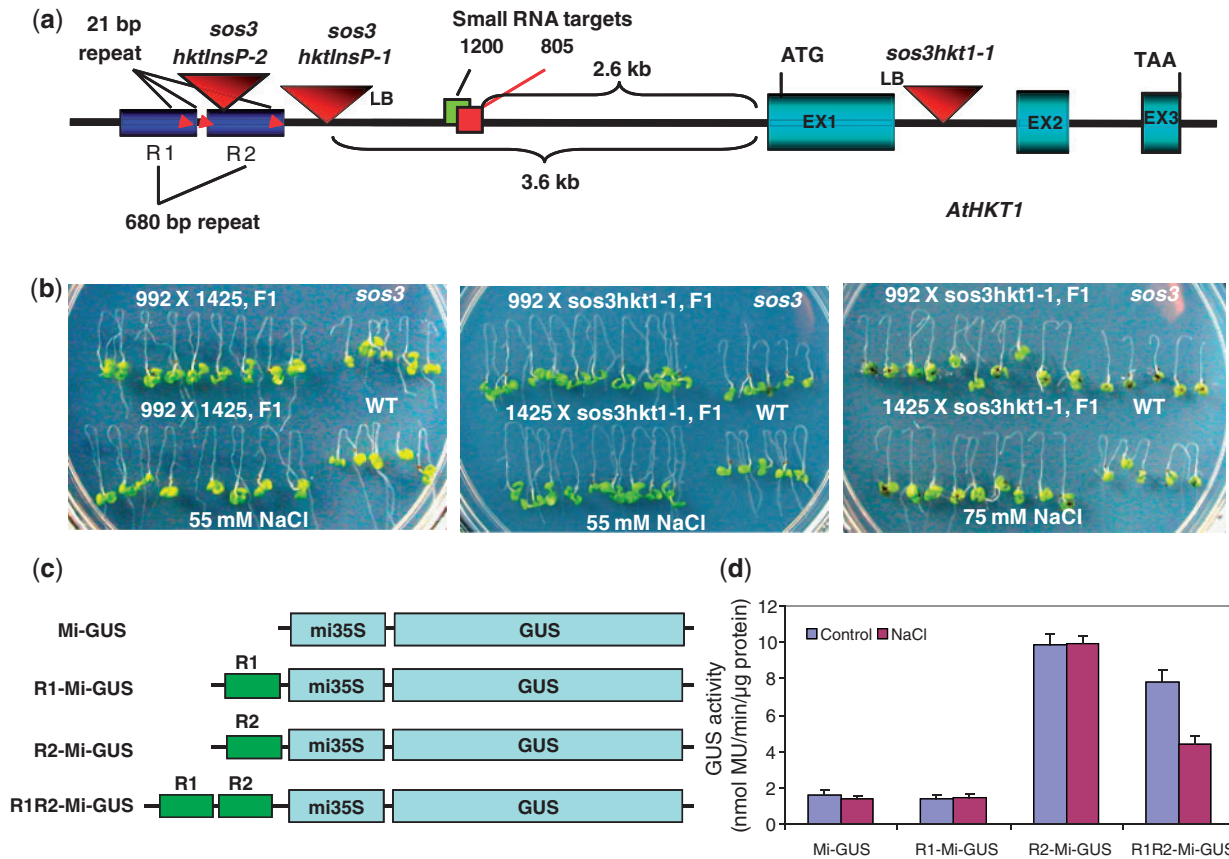 (a)
21 bp
repeat
sos3
hktInsP-2
sos3
hktInsP-1
LB
Small RNA targets
1200
805
2.6 kb
ATG
sos3hkt1-1
LB
TAA
EX1
EX2
EX3
R1
R2
3.6 kb
680 bp repeat
AtHKT1
(b)
992 X 1425, F1
sos3
992 X 1425, F1
WT
55 mM NaCl
992 X sos3hkt1-1, F1
sos3
1425 X sos3hkt1-1, F1
WT
55 mM NaCl
992 X sos3hkt1-1, F1
sos3
1425 X sos3hkt1-1, F1
WT
75 mM NaCl
(c)
Mi-GUS
mi35S
GUS
R1-Mi-GUS
R1
mi35S
GUS
R2-Mi-GUS
R2
mi35S
GUS
R1R2-Mi-GUS
R1
R2
mi35S
GUS
(d)
GUS activity
(nmol MU/min/µg protein)
12
10
8
6
4
2
0
Control
NaCl
Mi-GUS
R1-Mi-GUS
R2-Mi-GUS
R1R2-Mi-GUS